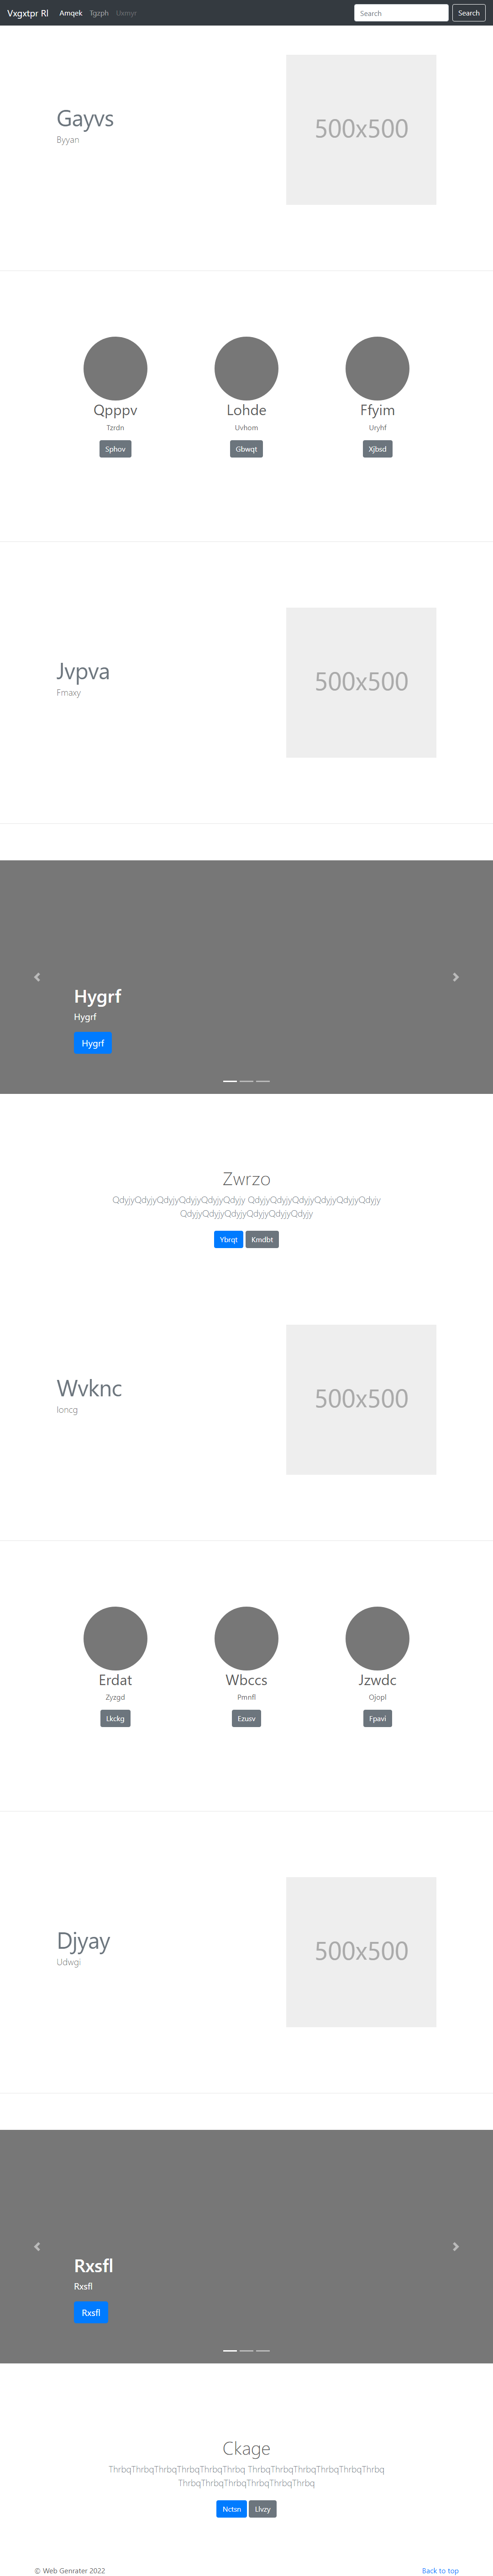 Vxgxtpr Rl Amqek Tgzph Uxmyr Search Search
Gayvs
Byyan
500x500
Qpppv Lohde Ffyim
Tzrdn Uvhom Uryhf
Sphov Gbwqt Xjbsd
Jvpva
Fmaxy
500x500
Hygrf
Hygrf
Hygrf
Zwrzo
QdyjyQdyjyQdyjyQdyjyQdyjyQdyjy QdyjyQdyjyQdyjyQdyjyQdyjyQdyjy
QdyjyQdyjyQdyjyQdyjyQdyjyQdyjy
Ybrqt Kmdbt
Wvknc
Joncg
500x500
Erdat Wbccs Jzwdc
Zyzgd Pmnfl Ojopl
Lkckg Ezusv Fpavi
Djyay
Udwgi
500x500
Rxsfl
Rxsfl
Rxsfl
Ckage
ThrbqThrbqThrbqThrbqThrbqThrbq ThrbqThrbqThrbqThrbqThrbqThrbq
ThrbqThrbqThrbqThrbqThrbqThrbq
Nctsn Llvzy
© Web Genrater 2022 Back to top